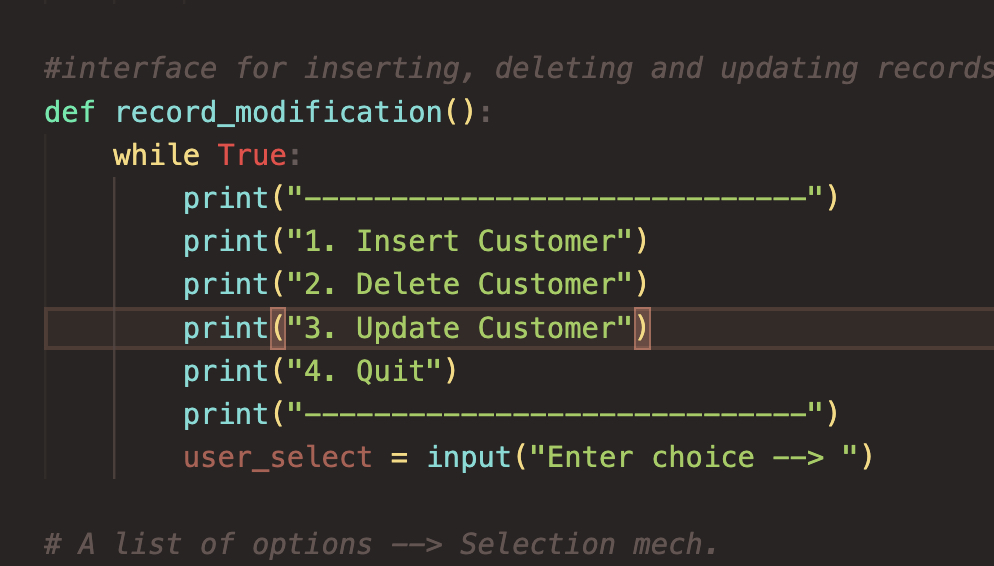 #interface for inserting, deleting and updating records
def record_modification():
    while True:
        print("-----------------------------")
        print("1. Insert Customer")
        print("2. Delete Customer")
        print("3. Update Customer")
        print("4. Quit")
        print("-----------------------------")
        user_select = input("Enter choice --> ")
# A list of options --> Selection mech.